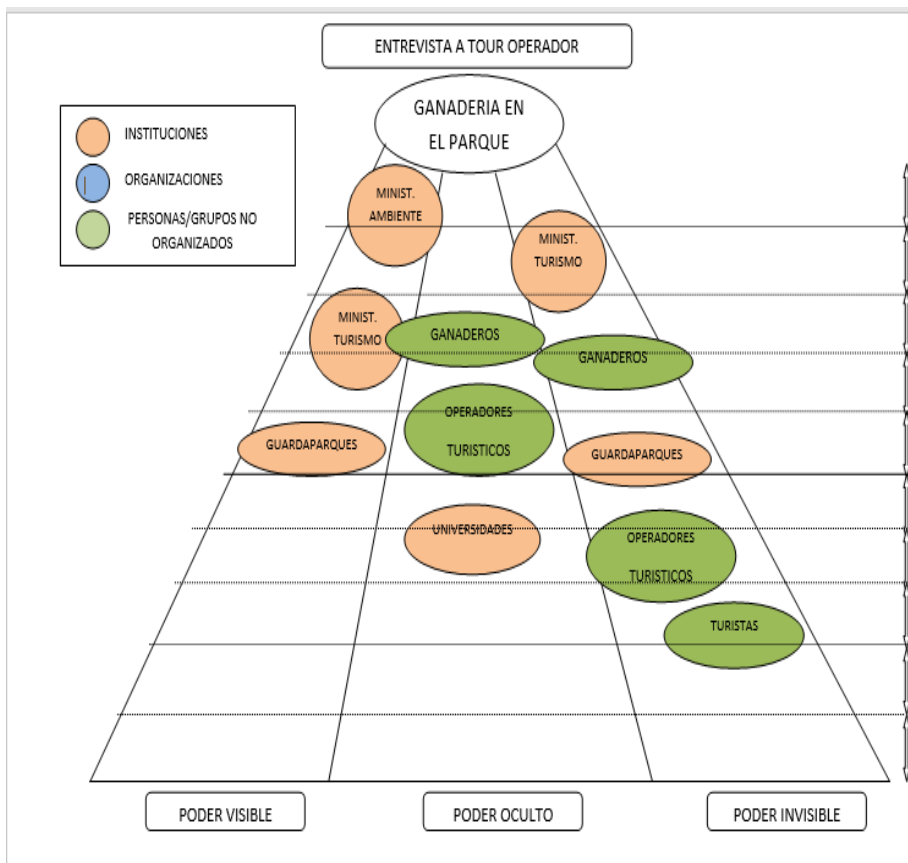 ENTREVISTA A TOUR OPERADOR
GANADERIA EN
EL PARQUE
INSTITUCIONES
ORGANIZACIONES
PERSONAS/GRUPOS NO
ORGANIZADOS
MINIST.
AMBIENTE
MINIST.
TURISMO
MINIST.
TURISMO
GANADEROS
GANADEROS
OPERADORES
TURISTICOS
GUARDAPARQUES
GUARDAPARQUES
UNIVERSIDADES
OPERADORES
TURISTICOS
TURISTAS
PODER VISIBLE
PODER OCULTO
PODER INVISIBLE